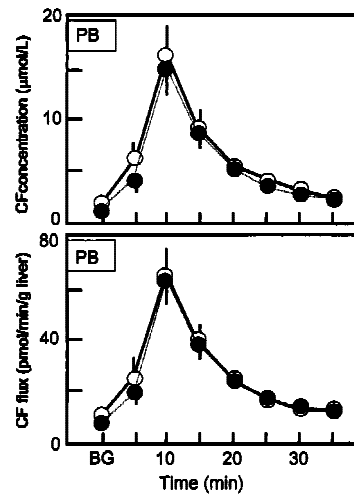 20
PB
10
0
CFconcentration (μmol/L)
80
PB
40
0
CF flux (pmol/min/g liver)
BG 10 20 30
Time (min)